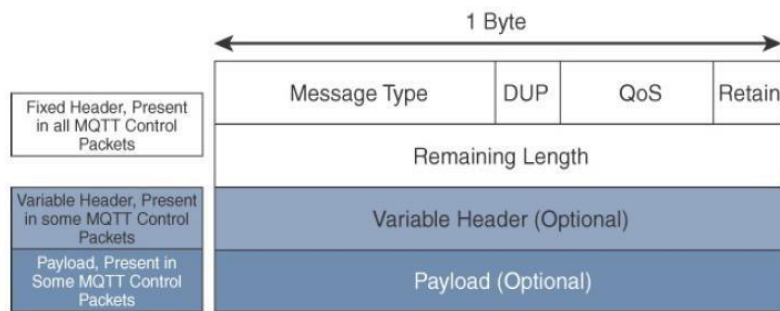 1 Byte
Message Type DUP QoS Retain
Fixed Header, Present
in all MQTT Control
Packets
Remaining Length
Variable Header, Present
in some MQTT Control
Packets
Variable Header (Optional)
Payload, Present in
Some MQTT Control
Packets
Payload (Optional)